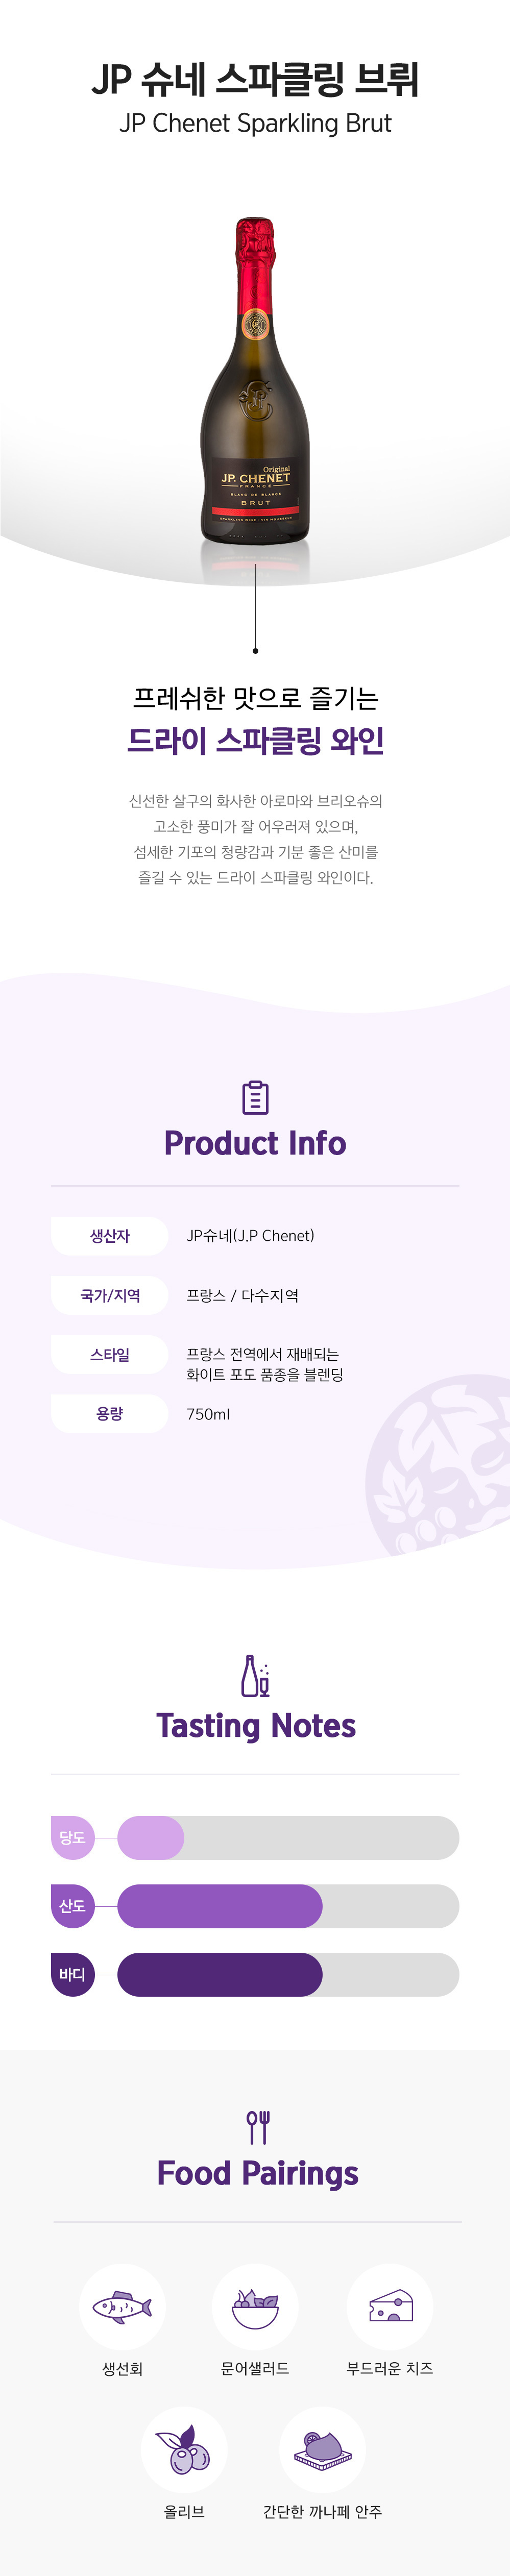 JP 슈네 스파클링 브뤼
JP Chenet Sparkling Brut
Original
JP. CHENET
FRANCE
BLANC DE BLANCS
BRUT
SPARKLING WINE - VIN MOUSSEUX
프레쉬한 맛으로 즐기는
드라이 스파클링 와인
신선한 살구의 화사한 아로마와 브리오슈의
고소한 풍미가 잘 어우러져 있으며,
섬세한 기포의 청량감과 기분 좋은 산미를
즐길 수 있는 드라이 스파클링 와인이다.
Product Info
생산자 JP슈네(J.P Chenet)
국가/지역 프랑스 / 다수지역
스타일 프랑스 전역에서 재배되는
화이트 포도 품종을 블렌딩
용량 750ml
Tasting Notes
당도
산도
바디
Food Pairings
생선회 문어샐러드 부드러운 치즈
올리브 간단한 까나페 안주